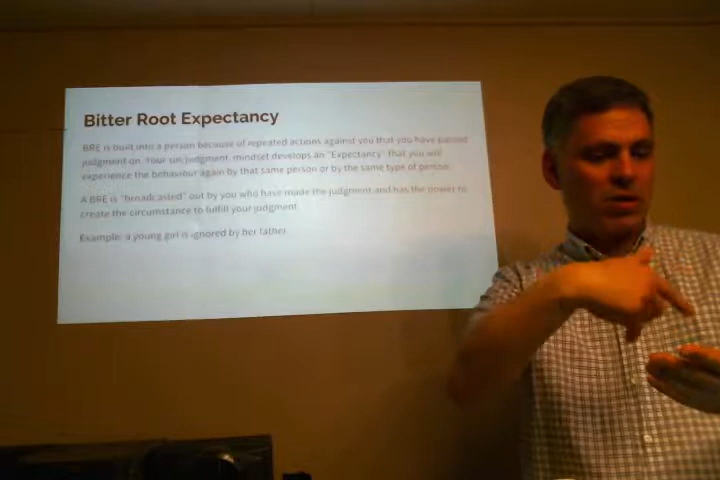 Bitter Root Expectancy
BRE is built into a person because of repeated actions against you that you have passed
judgment on. Your sin/judgment mindset develops an "Expectancy" that you will
experience the behaviour again by that same person or by the same type of person.
A BRE is "broadcasted" out by you who have made the judgment and has the power to
create the circumstance to fulfill your judgment.
Example: a young girl is ignored by her father.